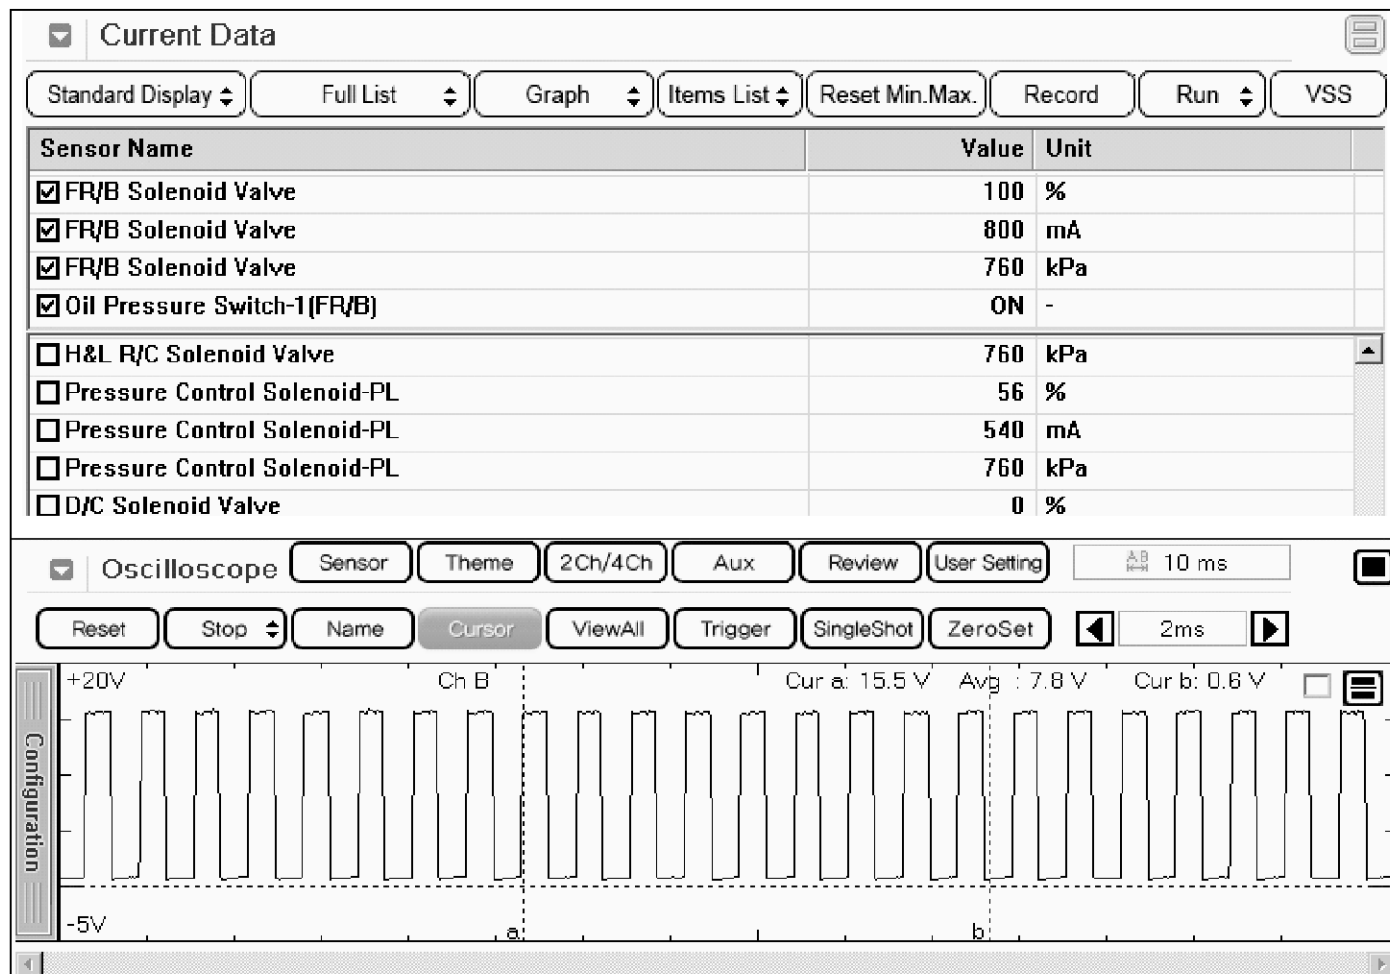 Current Data
Standard Display Full List Graph Items List Reset Min.Max. Record Run VSS
Sensor Name Value Unit
FR/B Solenoid Valve 100 %
FR/B Solenoid Valve 800 mA
FR/B Solenoid Valve 760 kPa
Oil Pressure Switch-1(FR/B) ON -
H&L R/C Solenoid Valve 760 kPa
Pressure Control Solenoid-PL 56 %
Pressure Control Solenoid-PL 540 mA
Pressure Control Solenoid-PL 760 kPa
D/C Solenoid Valve 0 %
Oscilloscope Sensor Theme 2Ch/4Ch Aux Review User Setting AB 10 ms
Reset Stop Name Cursor ViewAll Trigger SingleShot ZeroSet 2ms
+20V Ch B Cur a: 15.5 V Avg : 7.8 V Cur b: 0.6 V
Configuration
-5V a b